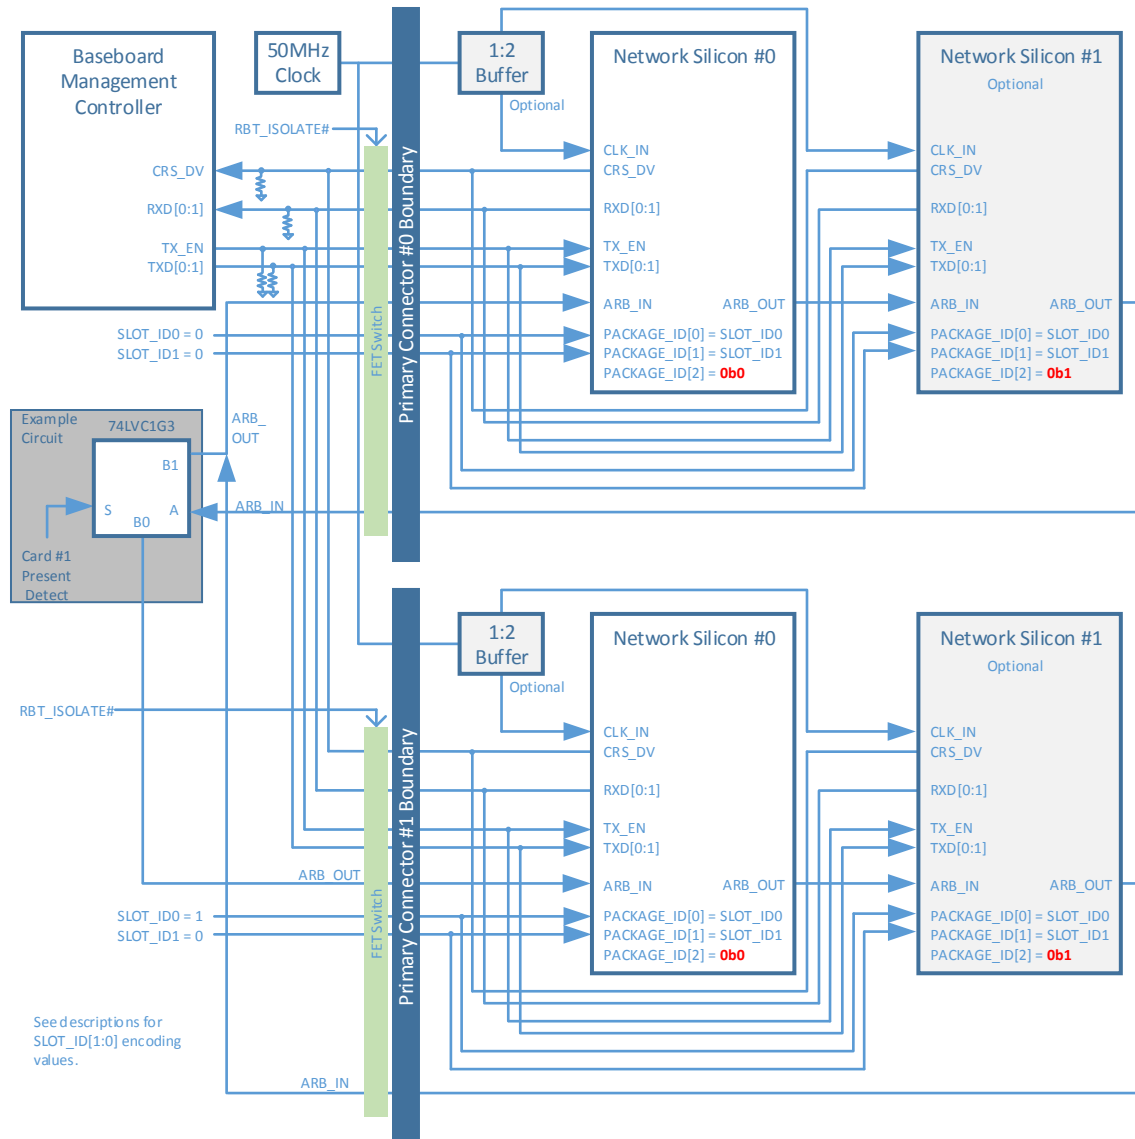 Baseboard
Management
Controller
CRS_DV
RXD[0:1]
TX_EN
TXD[0:1]
50MHz
Clock
RBT_ISOLATE#
SLOT_ID0 = 0
SLOT_ID1 = 0
FET Switch
Primary Connector #0 Boundary
1:2
Buffer
Optional
Network Silicon #0
CLK_IN
CRS_DV
RXD[0:1]
TX_EN
TXD[0:1]
ARB_IN ARB_OUT
PACKAGE_ID[0] = SLOT_ID0
PACKAGE_ID[1] = SLOT_ID1
PACKAGE_ID[2] = 0b0
Network Silicon #1
Optional
CLK_IN
CRS_DV
RXD[0:1]
TX_EN
TXD[0:1]
ARB_IN ARB_OUT
PACKAGE_ID[0] = SLOT_ID0
PACKAGE_ID[1] = SLOT_ID1
PACKAGE_ID[2] = 0b1
Example
Circuit
74LVC1G3
B1
S
A
B0
Card #1
Present
Detect
ARB_
OUT
ARB_IN
RBT_ISOLATE#
ARB_OUT
SLOT_ID0 = 1
SLOT_ID1 = 0
FET Switch
Primary Connector #1 Boundary
1:2
Buffer
Optional
Network Silicon #0
CLK_IN
CRS_DV
RXD[0:1]
TX_EN
TXD[0:1]
ARB_IN ARB_OUT
PACKAGE_ID[0] = SLOT_ID0
PACKAGE_ID[1] = SLOT_ID1
PACKAGE_ID[2] = 0b0
Network Silicon #1
Optional
CLK_IN
CRS_DV
RXD[0:1]
TX_EN
TXD[0:1]
ARB_IN ARB_OUT
PACKAGE_ID[0] = SLOT_ID0
PACKAGE_ID[1] = SLOT_ID1
PACKAGE_ID[2] = 0b1
See descriptions for
SLOT_ID[1:0] encoding
values.
ARB_IN